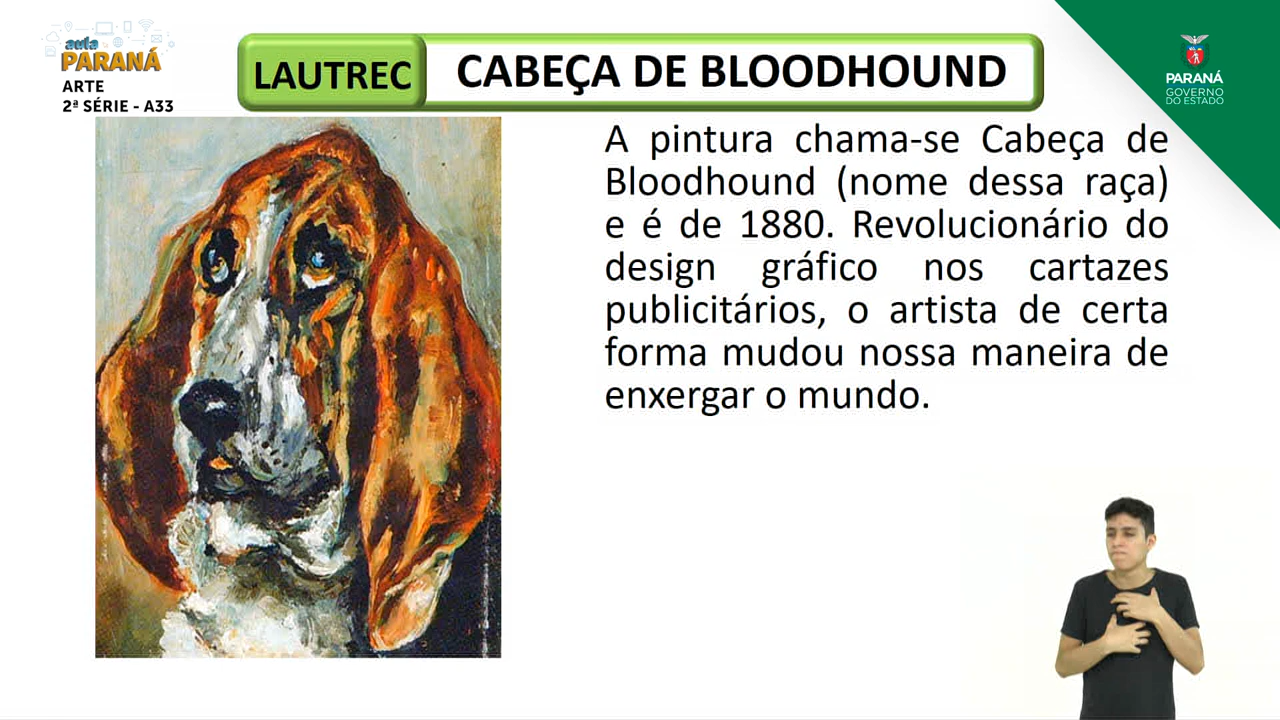 aula
PARANÁ
ARTE
2ª SÉRIE - A33
LAUTREC
CABEÇA DE BLOODHOUND
PARANÁ
GOVERNO
DO ESTADO
A pintura chama-se Cabeça de
Bloodhound (nome dessa raça)
e é de 1880. Revolucionário do
design gráfico nos cartazes
publicitários, o artista de certa
forma mudou nossa maneira de
enxergar o mundo.